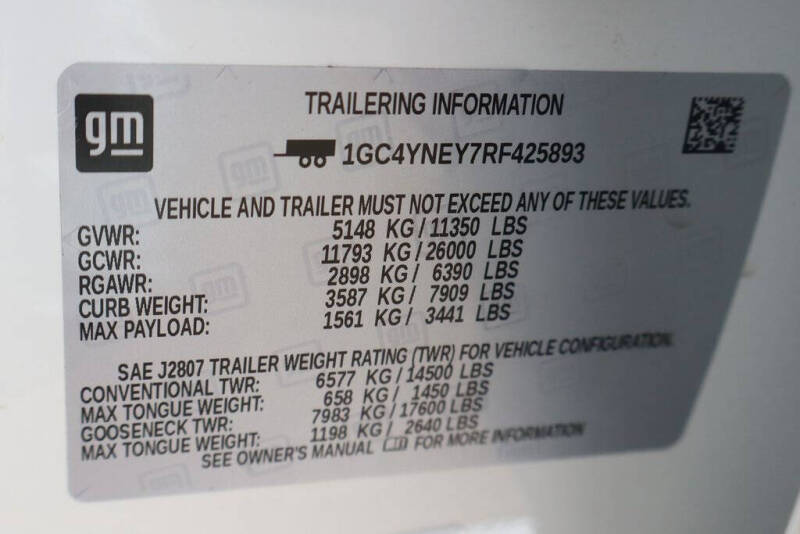 gm
TRAILERING INFORMATION
1GC4YNEY7RF425893
VEHICLE AND TRAILER MUST NOT EXCEED ANY OF THESE VALUES.
GVWR: 5148 KG / 11350 LBS
GCWR: 11793 KG / 26000 LBS
RGAWR: 2898 KG / 6390 LBS
CURB WEIGHT: 3587 KG / 7909 LBS
MAX PAYLOAD: 1561 KG / 3441 LBS
SAE J2807 TRAILER WEIGHT RATING (TWR) FOR VEHICLE CONFIGURATION.
CONVENTIONAL TWR: 6577 KG / 14500 LBS
MAX TONGUE WEIGHT: 658 KG / 1450 LBS
GOOSENECK TWR: 7983 KG / 17600 LBS
MAX TONGUE WEIGHT: 1198 KG / 2640 LBS
SEE OWNER'S MANUAL FOR MORE INFORMATION